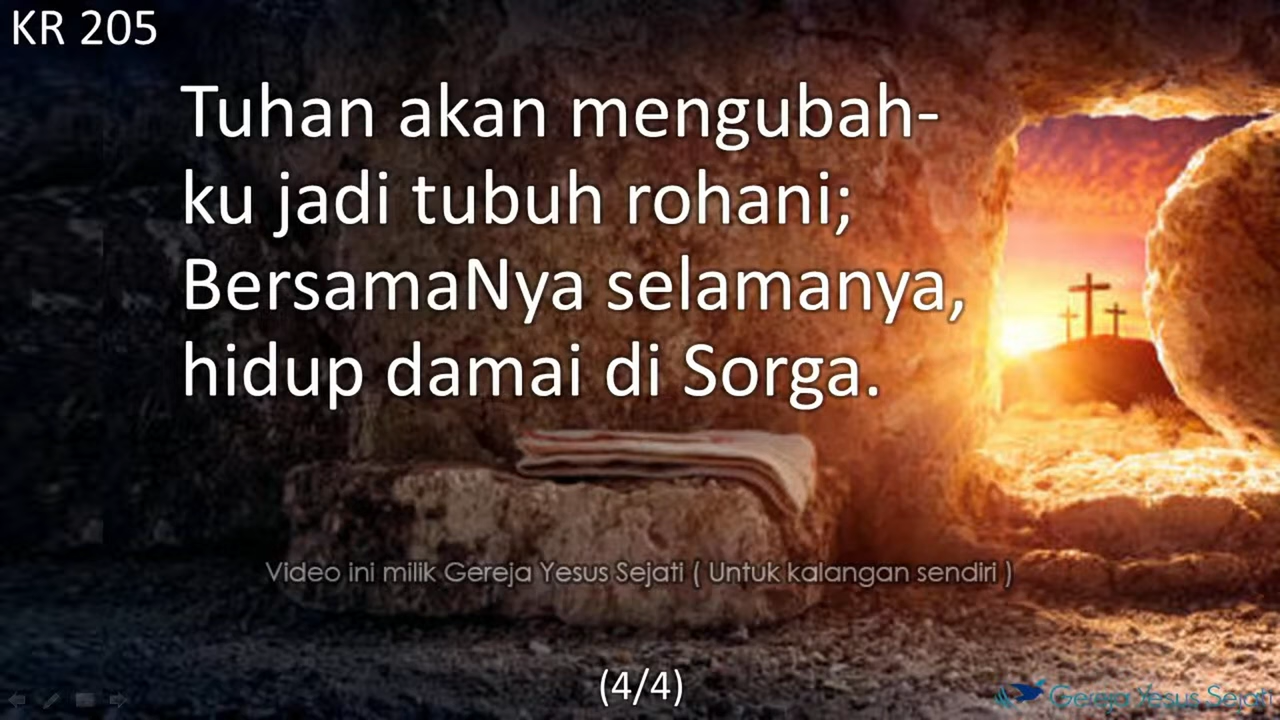 KR 205
Tuhan akan mengubah-
ku jadi tubuh rohani;
BersamaNya selamanya,
hidup damai di Sorga.
Video ini milik Gereja Yesus Sejati ( Untuk kalangan sendiri )
(4/4)
Gereja Yesus Sejati